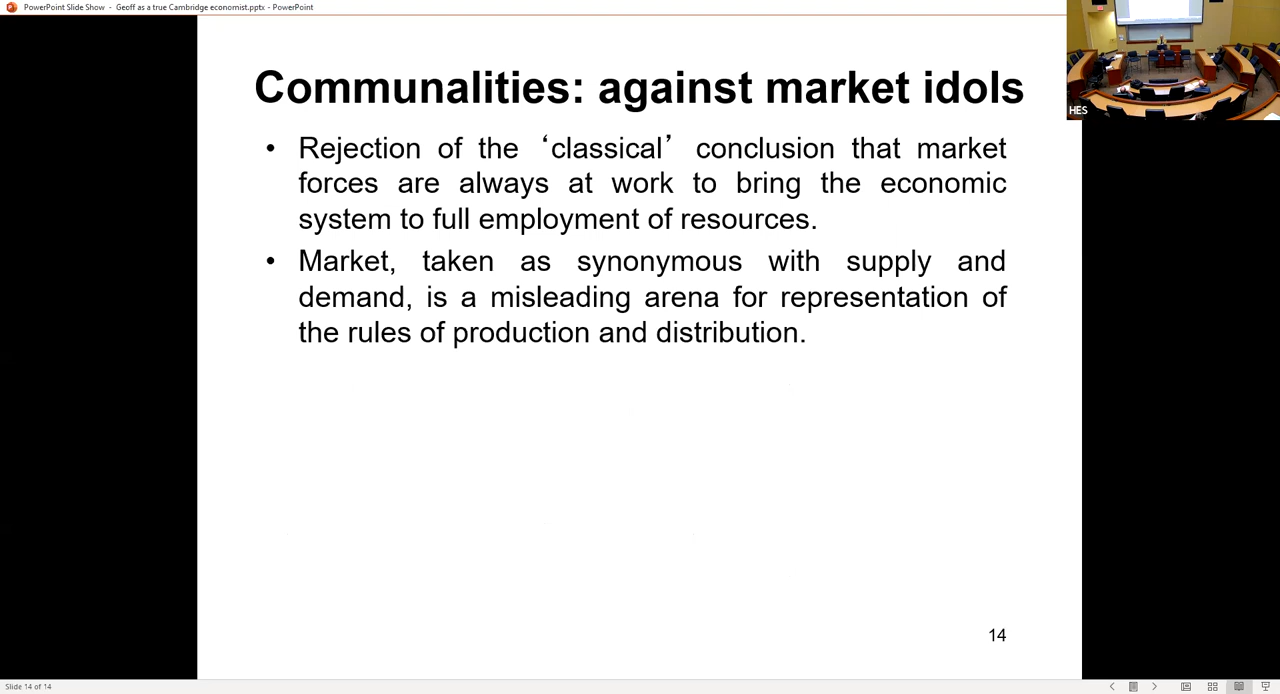 PowerPoint Slide Show - Geoff as a true Cambridge economist.pptx - PowerPoint
HES
Communalities: against market idols
• Rejection of the ‘classical’ conclusion that market
forces are always at work to bring the economic
system to full employment of resources.
• Market, taken as synonymous with supply and
demand, is a misleading arena for representation of
the rules of production and distribution.
14
Slide 14 of 14